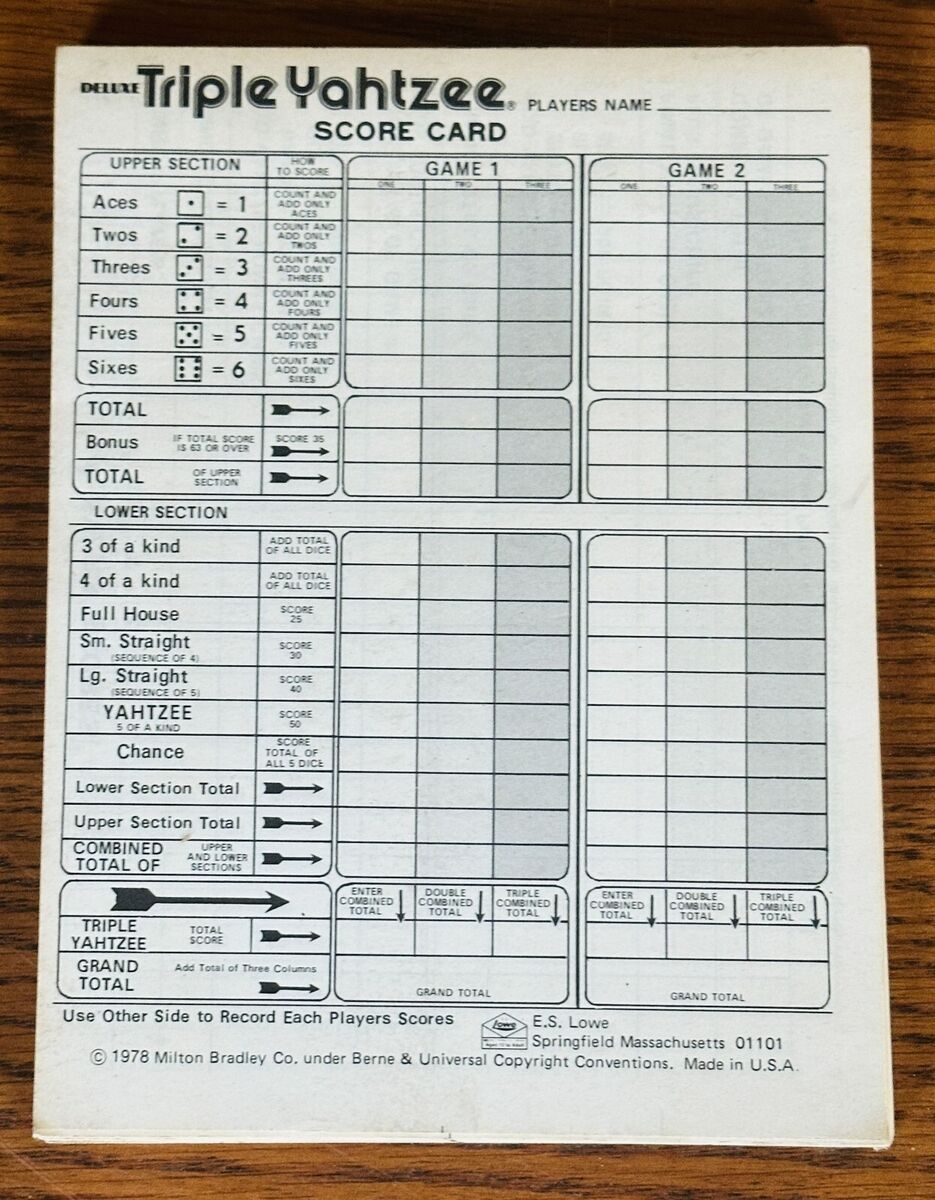 DELUXE Triple Yahtzee® PLAYERS NAME
SCORE CARD
UPPER SECTION HOW TO SCORE GAME 1 GAME 2
ONE TWO THREE ONE TWO THREE
Aces = 1 COUNT AND ADD ONLY ACES
Twos = 2 COUNT AND ADD ONLY TWOS
Threes = 3 COUNT AND ADD ONLY THREES
Fours = 4 COUNT AND ADD ONLY FOURS
Fives = 5 COUNT AND ADD ONLY FIVES
Sixes = 6 COUNT AND ADD ONLY SIXES
TOTAL
Bonus IF TOTAL SCORE IS 63 OR OVER SCORE 35
TOTAL OF UPPER SECTION
LOWER SECTION
3 of a kind ADD TOTAL OF ALL DICE
4 of a kind ADD TOTAL OF ALL DICE
Full House SCORE 25
Sm. Straight (SEQUENCE OF 4) SCORE 30
Lg. Straight (SEQUENCE OF 5) SCORE 40
YAHTZEE 5 OF A KIND SCORE 50
Chance SCORE TOTAL OF ALL 5 DICE
Lower Section Total
Upper Section Total
COMBINED TOTAL OF UPPER AND LOWER SECTIONS
ENTER COMBINED TOTAL DOUBLE COMBINED TOTAL TRIPLE COMBINED TOTAL ENTER COMBINED TOTAL DOUBLE COMBINED TOTAL TRIPLE COMBINED TOTAL
TRIPLE YAHTZEE TOTAL SCORE
GRAND TOTAL Add Total of Three Columns
GRAND TOTAL GRAND TOTAL
Use Other Side to Record Each Players Scores
Lowe
E.S. Lowe
Springfield Massachusetts 01101
© 1978 Milton Bradley Co. under Berne & Universal Copyright Conventions. Made in U.S.A.